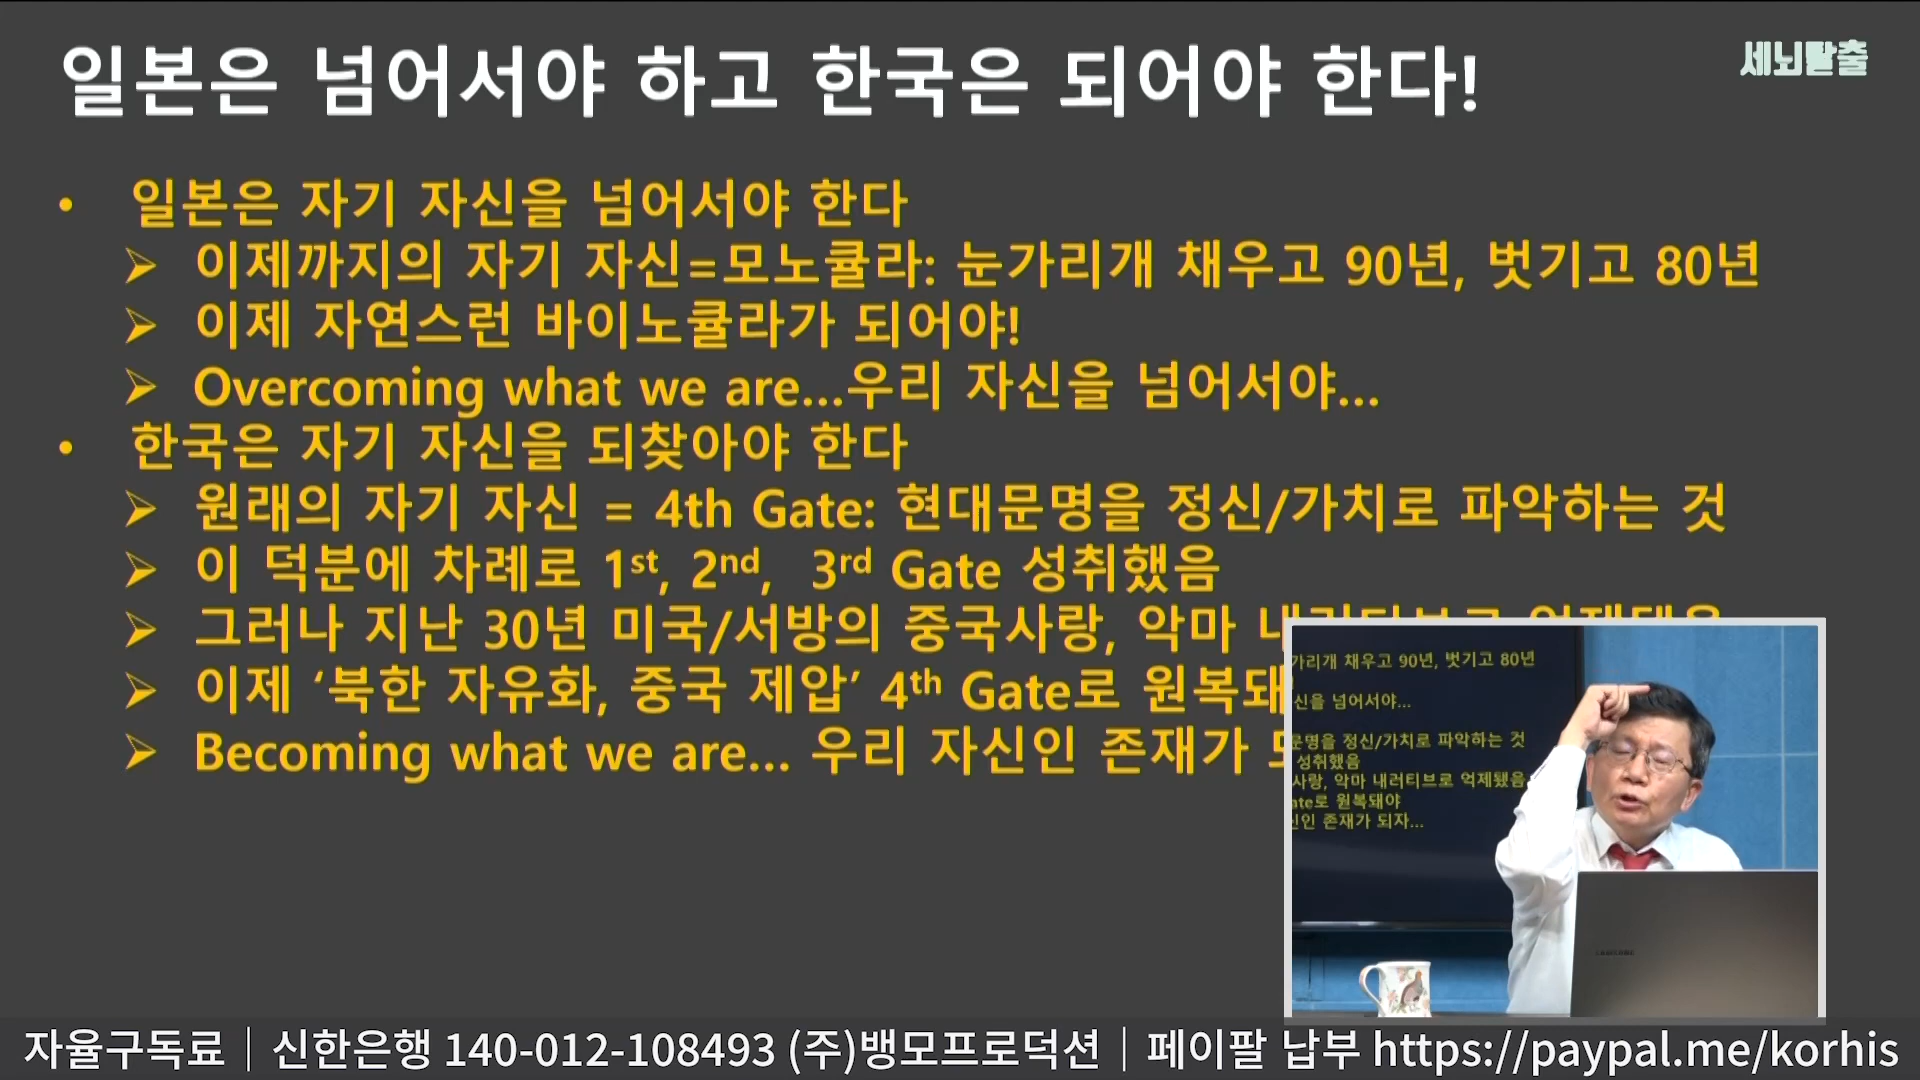 일본은 넘어서야 하고 한국은 되어야 한다!
세뇌탈출
• 일본은 자기 자신을 넘어서야 한다
➢ 이제까지의 자기 자신=모노큘라: 눈가리개 채우고 90년, 벗기고 80년
➢ 이제 자연스런 바이노큘라가 되어야!
➢ Overcoming what we are...우리 자신을 넘어서야...
• 한국은 자기 자신을 되찾아야 한다
➢ 원래의 자기 자신 = 4th Gate: 현대문명을 정신/가치로 파악하는 것
➢ 이 덕분에 차례로 1st, 2nd, 3rd Gate 성취했음
➢ 그러나 지난 30년 미국/서방의 중국사랑, 악마 내러티브로 억제됐음
➢ 이제 ‘북한 자유화, 중국 제압’ 4th Gate로 원복돼
➢ Becoming what we are... 우리 자신인 존재가
가리개 채우고 90년, 벗기고 80년
신을 넘어서야...
문명을 정신/가치로 파악하는 것
성취했음
사랑, 악마 내러티브로 억제됐음
ate로 원복돼야
신인 존재가 되자...
SAMSUNG
자율구독료｜신한은행 140-012-108493 (주)뱅모프로덕션｜페이팔 납부 https://paypal.me/korhis